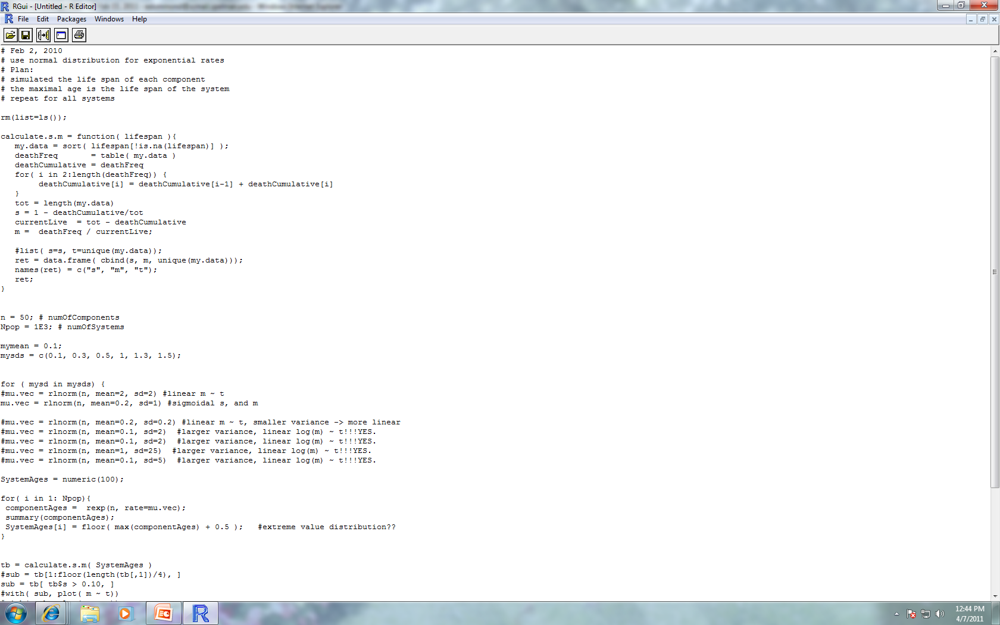 RGui - [Untitled - R Editor]
File Edit Packages Windows Help
# Feb 2, 2010
# use normal distribution for exponential rates
# Plan:
# simulated the life span of each component
# the maximal age is the life span of the system
# repeat for all systems
rm(list=ls());
calculate.s.m = function( lifespan ){
my.data = sort( lifespan[!is.na(lifespan)] );
deathFreq       = table( my.data )
deathCumulative = deathFreq
for( i in 2:length(deathFreq)) {
deathCumulative[i] = deathCumulative[i-1] + deathCumulative[i]
}
tot = length(my.data)
s = 1 - deathCumulative/tot
currentLive  = tot - deathCumulative
m =  deathFreq / currentLive;
#list( s=s, t=unique(my.data));
ret = data.frame( cbind(s, m, unique(my.data)));
names(ret) = c("s", "m", "t");
ret;
}
n = 50; # numOfComponents
Npop = 1E3; # numOfSystems
mymean = 0.1;
mysds = c(0.1, 0.3, 0.5, 1, 1.3, 1.5);
for ( mysd in mysds) {
#mu.vec = rlnorm(n, mean=2, sd=2) #linear m ~ t
mu.vec = rlnorm(n, mean=0.2, sd=1) #sigmoidal s, and m
#mu.vec = rlnorm(n, mean=0.2, sd=0.2) #linear m ~ t, smaller variance -> more linear
#mu.vec = rlnorm(n, mean=0.1, sd=2)  #larger variance, linear log(m) ~ t!!!YES.
#mu.vec = rlnorm(n, mean=0.1, sd=2)  #larger variance, linear log(m) ~ t!!!YES.
#mu.vec = rlnorm(n, mean=1, sd=25)  #larger variance, linear log(m) ~ t!!!YES.
#mu.vec = rlnorm(n, mean=0.1, sd=5)  #larger variance, linear log(m) ~ t!!!YES.
SystemAges = numeric(100);
for( i in 1: Npop){
componentAges =  rexp(n, rate=mu.vec);
summary(componentAges);
SystemAges[i] = floor( max(componentAges) + 0.5 );   #extreme value distribution??
}
tb = calculate.s.m( SystemAges )
#sub = tb[1:floor(length(tb[,1])/4), ]
sub = tb[ tb$s > 0.10, ]
#with( sub, plot( m ~ t))
12:44 PM
4/7/2011